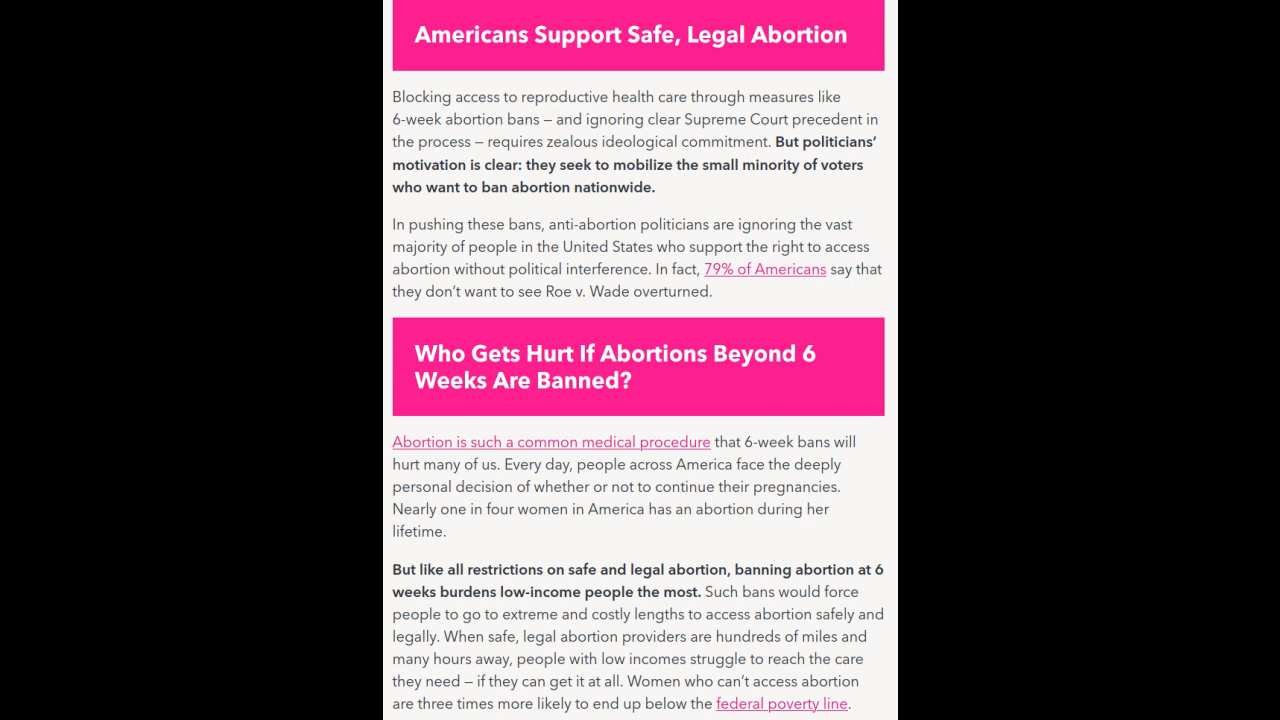 Americans Support Safe, Legal Abortion
Blocking access to reproductive health care through measures like
6-week abortion bans – and ignoring clear Supreme Court precedent in
the process – requires zealous ideological commitment. But politicians’
motivation is clear: they seek to mobilize the small minority of voters
who want to ban abortion nationwide.
In pushing these bans, anti-abortion politicians are ignoring the vast
majority of people in the United States who support the right to access
abortion without political interference. In fact, 79% of Americans say that
they don’t want to see Roe v. Wade overturned.
Who Gets Hurt If Abortions Beyond 6
Weeks Are Banned?
Abortion is such a common medical procedure that 6-week bans will
hurt many of us. Every day, people across America face the deeply
personal decision of whether or not to continue their pregnancies.
Nearly one in four women in America has an abortion during her
lifetime.
But like all restrictions on safe and legal abortion, banning abortion at 6
weeks burdens low-income people the most. Such bans would force
people to go to extreme and costly lengths to access abortion safely and
legally. When safe, legal abortion providers are hundreds of miles and
many hours away, people with low incomes struggle to reach the care
they need – if they can get it at all. Women who can’t access abortion
are three times more likely to end up below the federal poverty line.